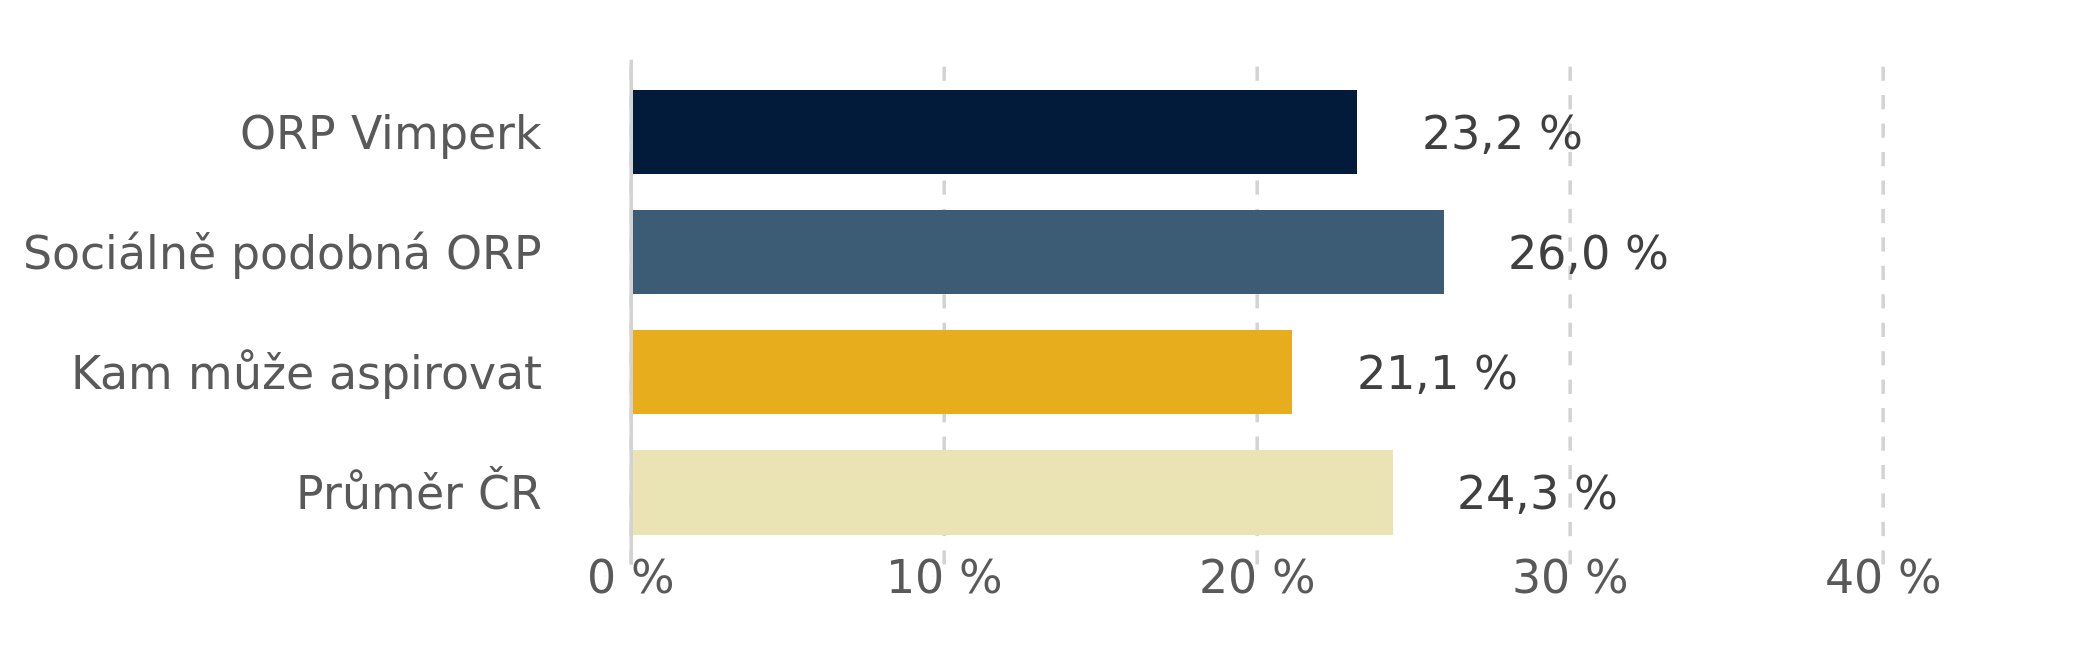 ORP Vimperk 23,2 %
Sociálně podobná ORP 26,0 %
Kam může aspirovat 21,1 %
Průměr ČR 24,3 %
0 % 10 % 20 % 30 % 40 %